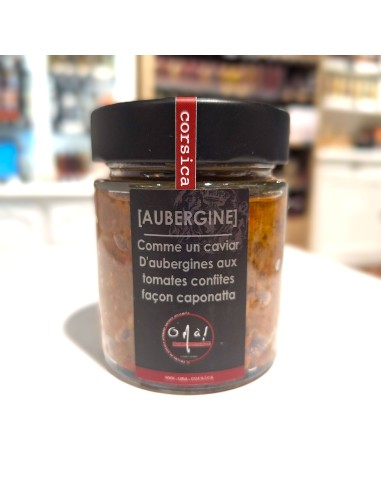 corsica
[AUBERGINE]
Comme un caviar
D'aubergines aux
tomates confites
façon caponatta